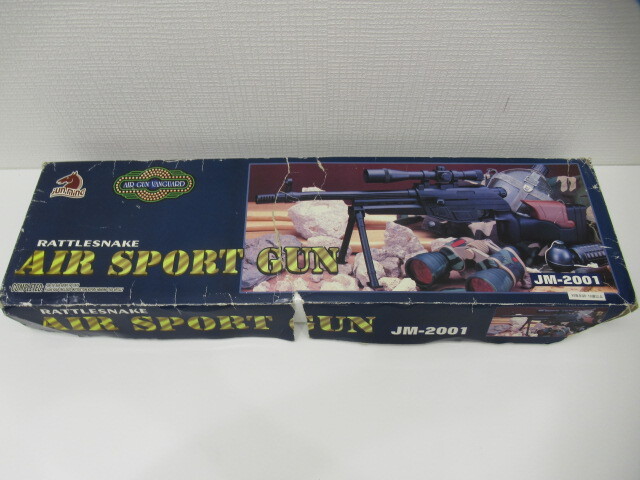 AIR GUN VANGUARD
RATTLESNAKE
AIR SPORT GUN
JM-2001
RATTLESNAKE
AIR SPORT GUN
JM-2001